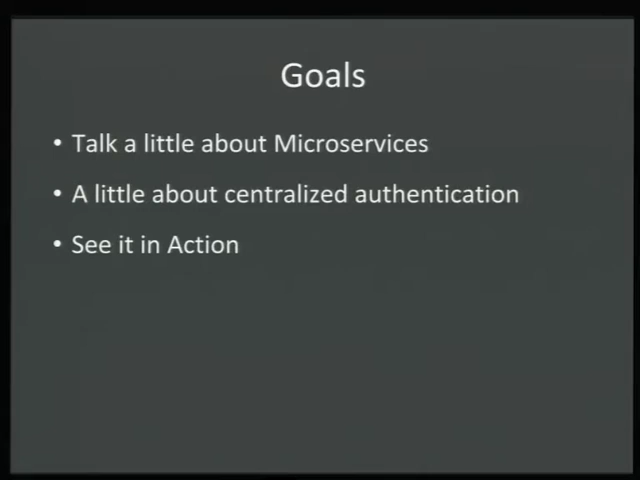 Goals
• Talk a little about Microservices
• A little about centralized authentication
• See it in Action